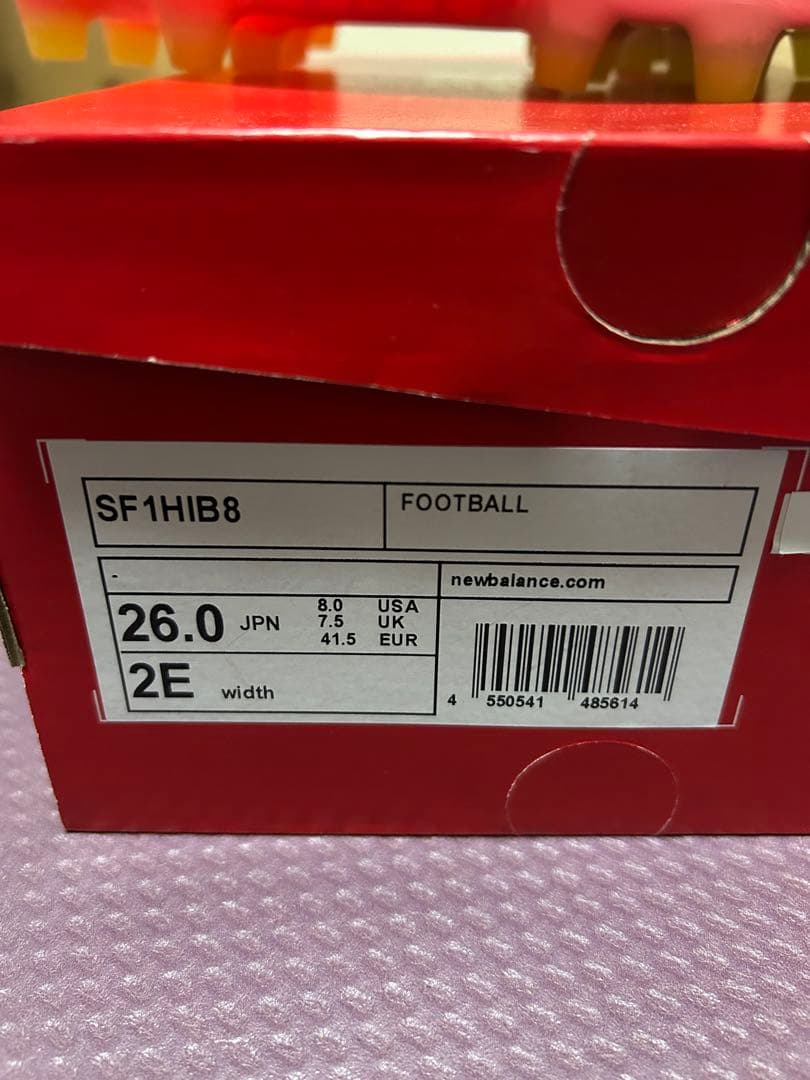 SF1HIB8
FOOTBALL
-
newbalance.com
26.0 JPN
8.0 USA
7.5 UK
41.5 EUR
2E width
4 550541 485614